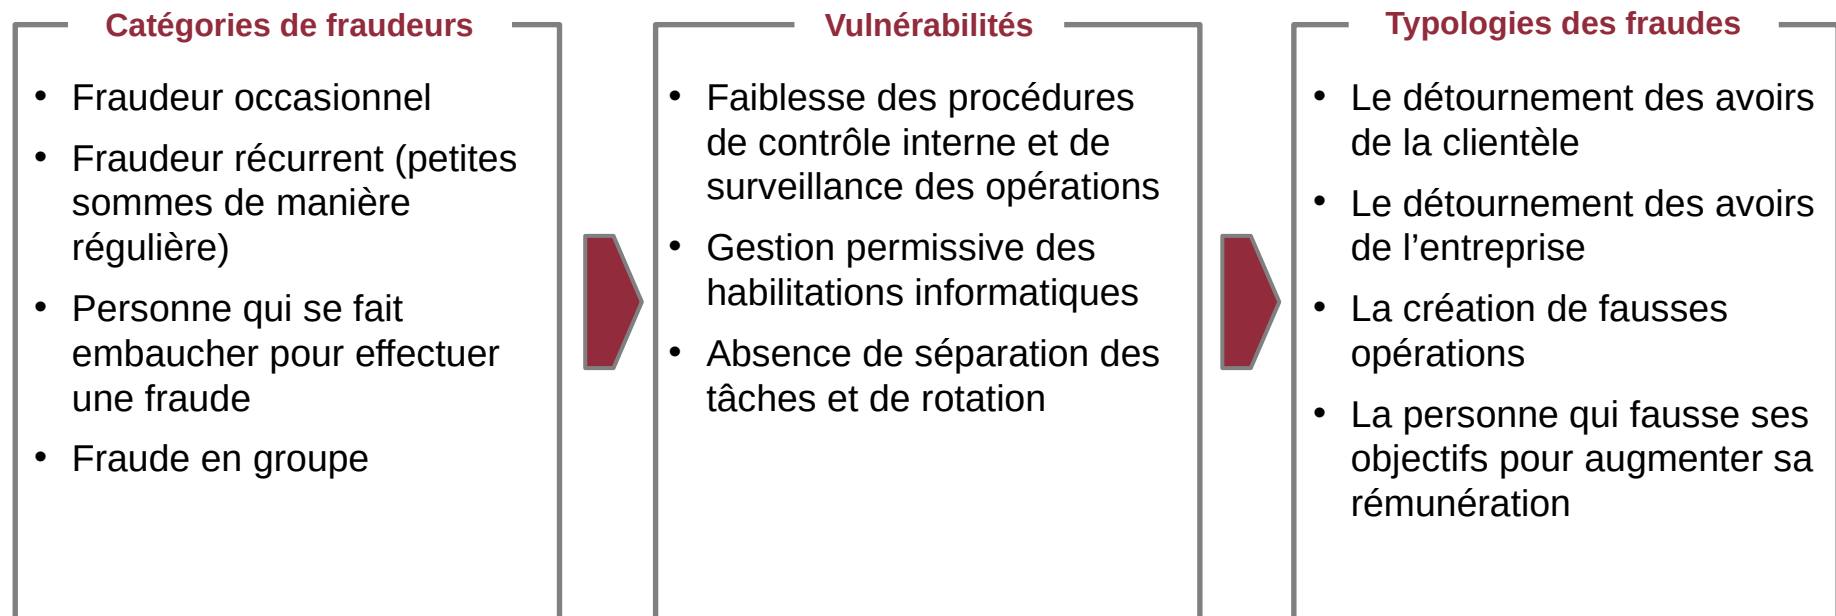 Catégories de fraudeurs
• Fraudeur occasionnel
• Fraudeur récurrent (petites
sommes de manière
régulière)
• Personne qui se fait
embaucher pour effectuer
une fraude
• Fraude en groupe
Vulnérabilités
• Faiblesse des procédures
de contrôle interne et de
surveillance des opérations
• Gestion permissive des
habilitations informatiques
• Absence de séparation des
tâches et de rotation
Typologies des fraudes
• Le détournement des avoirs
de la clientèle
• Le détournement des avoirs
de l’entreprise
• La création de fausses
opérations
• La personne qui fausse ses
objectifs pour augmenter sa
rémunération